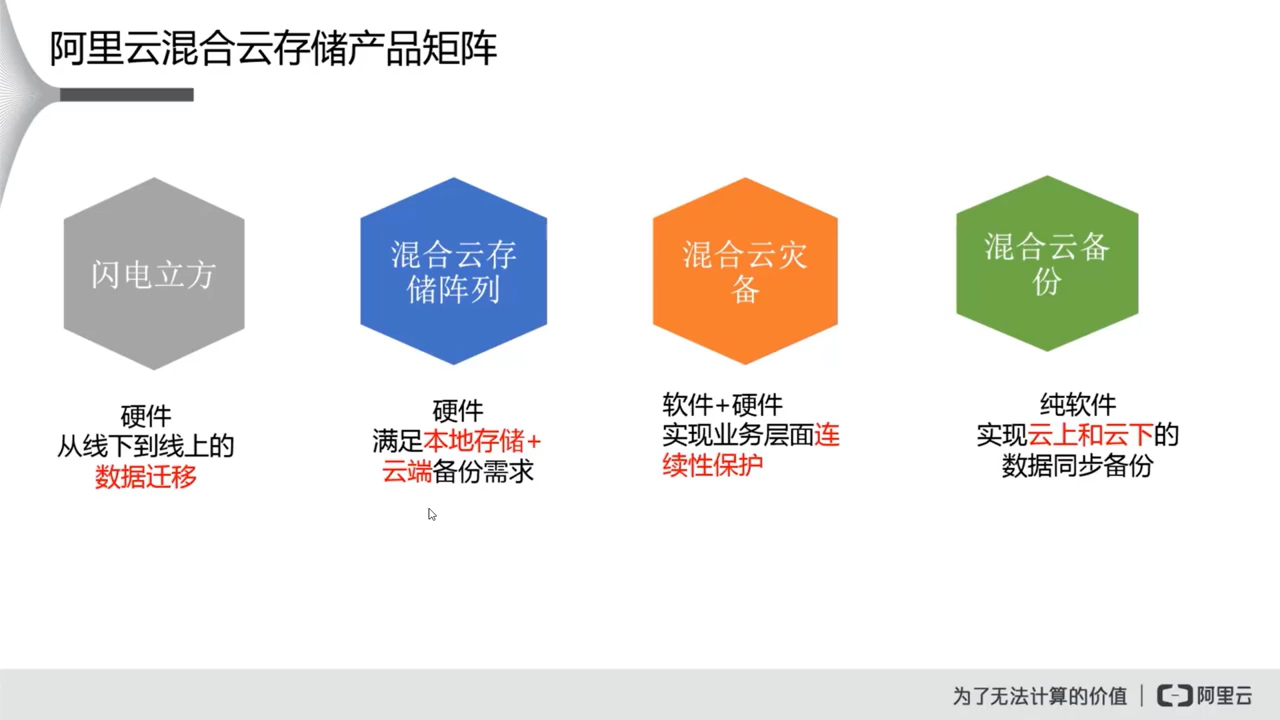 阿里云混合云存储产品矩阵
闪电立方
硬件
从线下到线上的
数据迁移
混合云存
储阵列
硬件
满足本地存储+
云端备份需求
混合云灾
备
软件+硬件
实现业务层面连
续性保护
混合云备
份
纯软件
实现云上和云下的
数据同步备份
为了无法计算的价值 | 阿里云